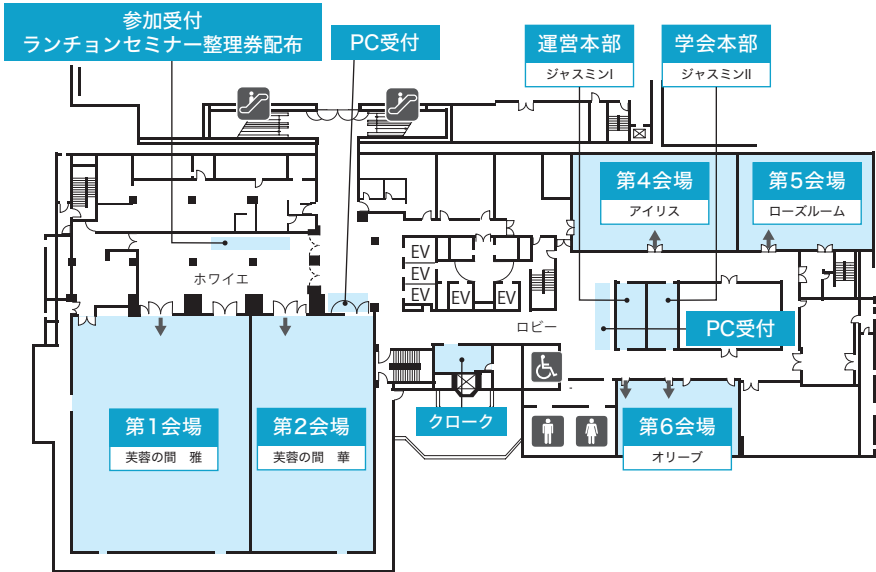 参加受付
ランチョンセミナー整理券配布
PC受付
運営本部
ジャスミンI
学会本部
ジャスミンII
第4会場
アイリス
第5会場
ローズルーム
EV
EV
EV
EV
EV
ホワイエ
ロビー
PC受付
クローク
第1会場
芙蓉の間 雅
第2会場
芙蓉の間 華
第6会場
オリーブ